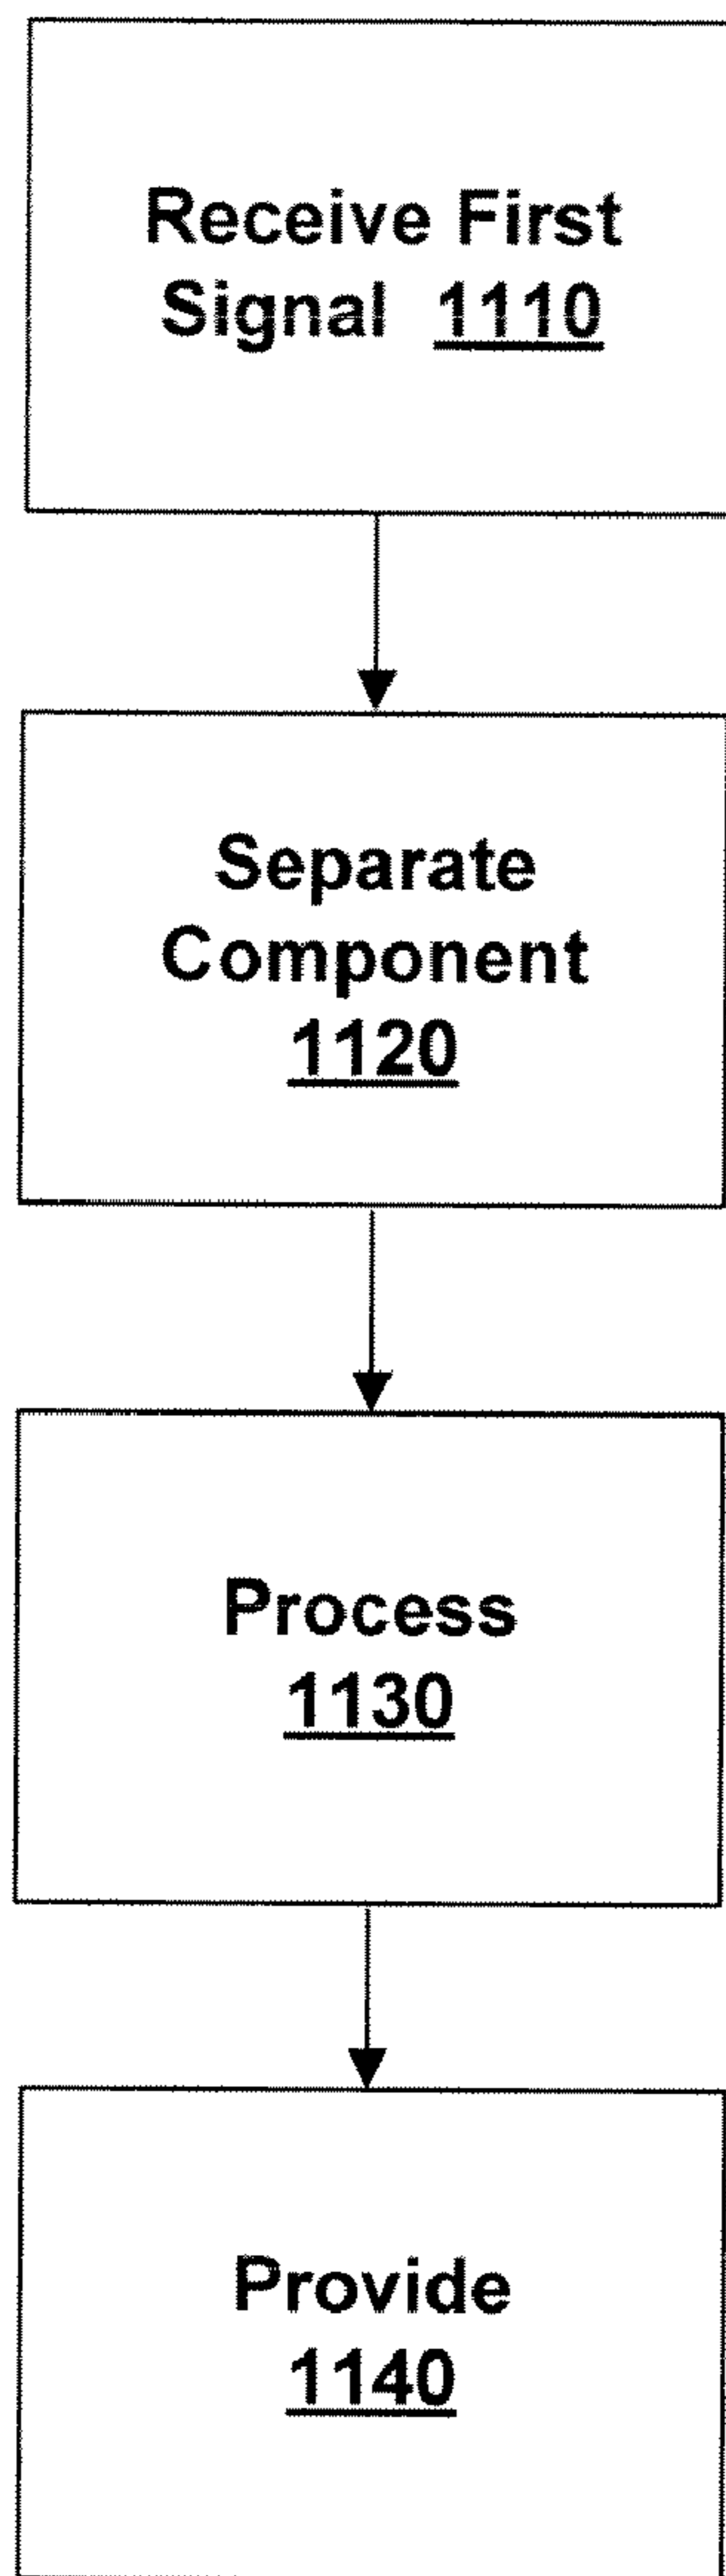 Receive First
Signal 1110
Separate
Component
1120
Process
1130
Provide
1140